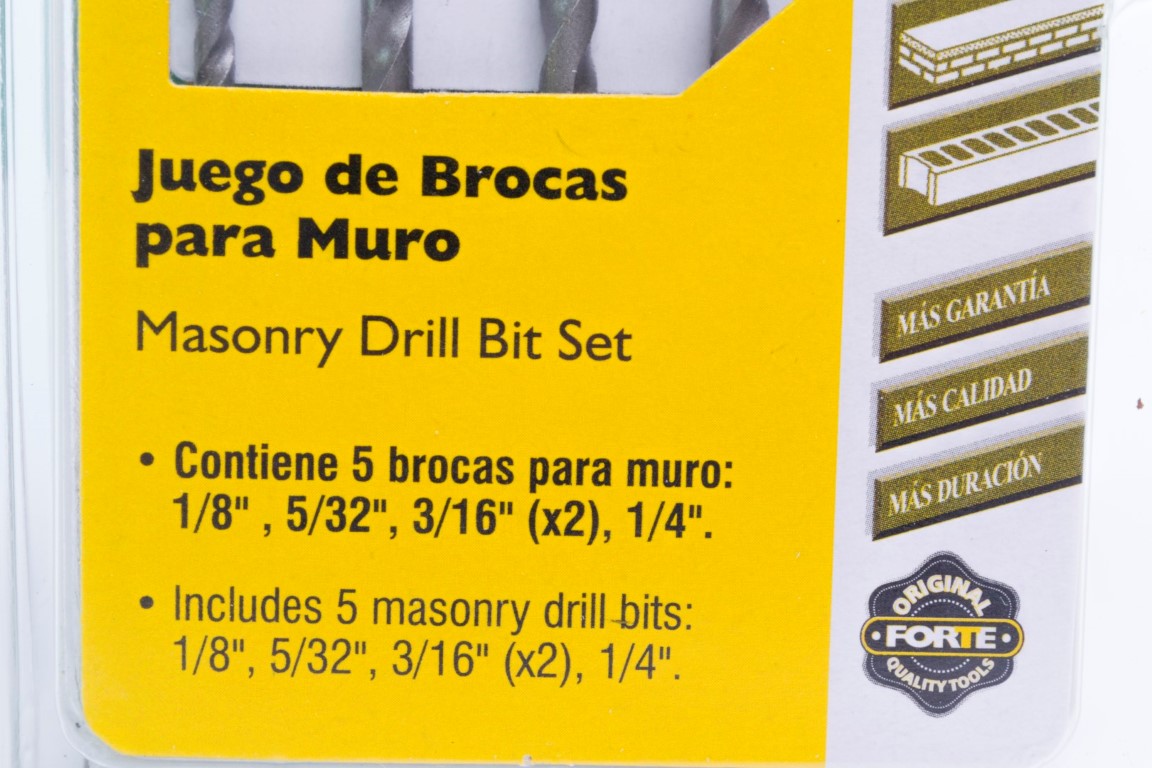 Juego de Brocas
para Muro
Masonry Drill Bit Set
• Contiene 5 brocas para muro:
1/8" , 5/32", 3/16" (x2), 1/4".
• Includes 5 masonry drill bits:
1/8", 5/32", 3/16" (x2), 1/4".
MÁS GARANTÍA
MÁS CALIDAD
MÁS DURACIÓN
ORIGINAL
FORTE
QUALITY TOOLS